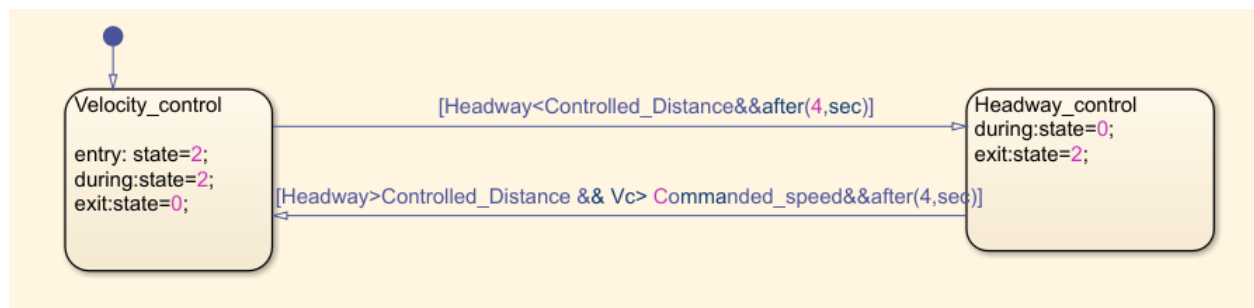 Velocity_control
entry: state=2;
during:state=2;
exit:state=0;
[Headway<Controlled_Distance&&after(4,sec)]
[Headway>Controlled_Distance && Vc> Commanded_speed&&after(4,sec)]
Headway_control
during:state=0;
exit:state=2;